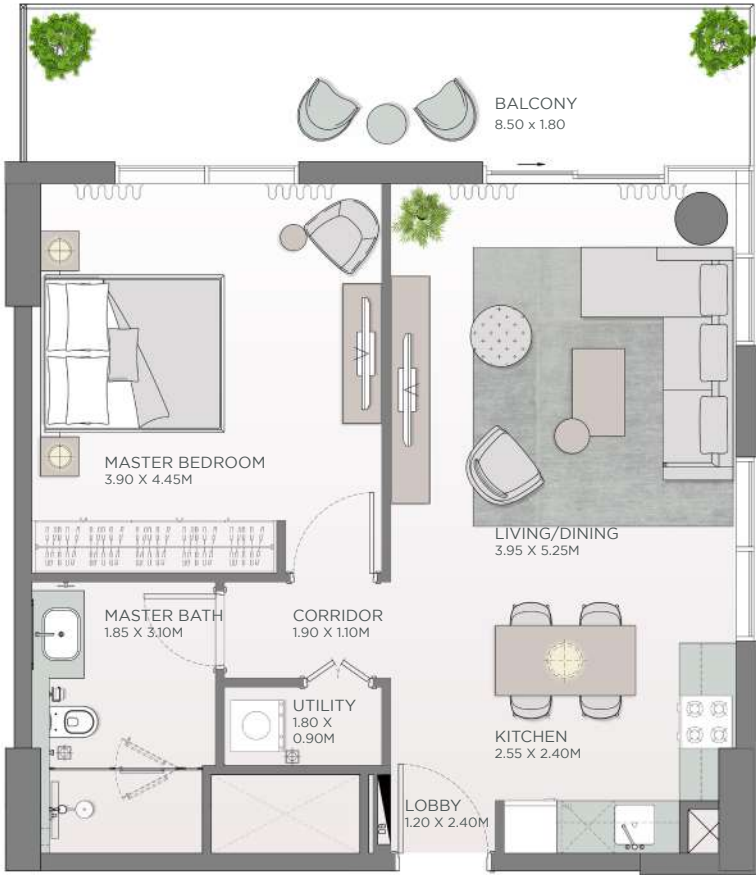 BALCONY
8.50 x 1.80
MASTER BEDROOM
3.90 X 4.45M
LIVING/DINING
3.95 X 5.25M
MASTER BATH
1.85 X 3.10M
CORRIDOR
1.90 X 1.10M
UTILITY
1.80 X
0.90M
KITCHEN
2.55 X 2.40M
LOBBY
1.20 X 2.40M
DB